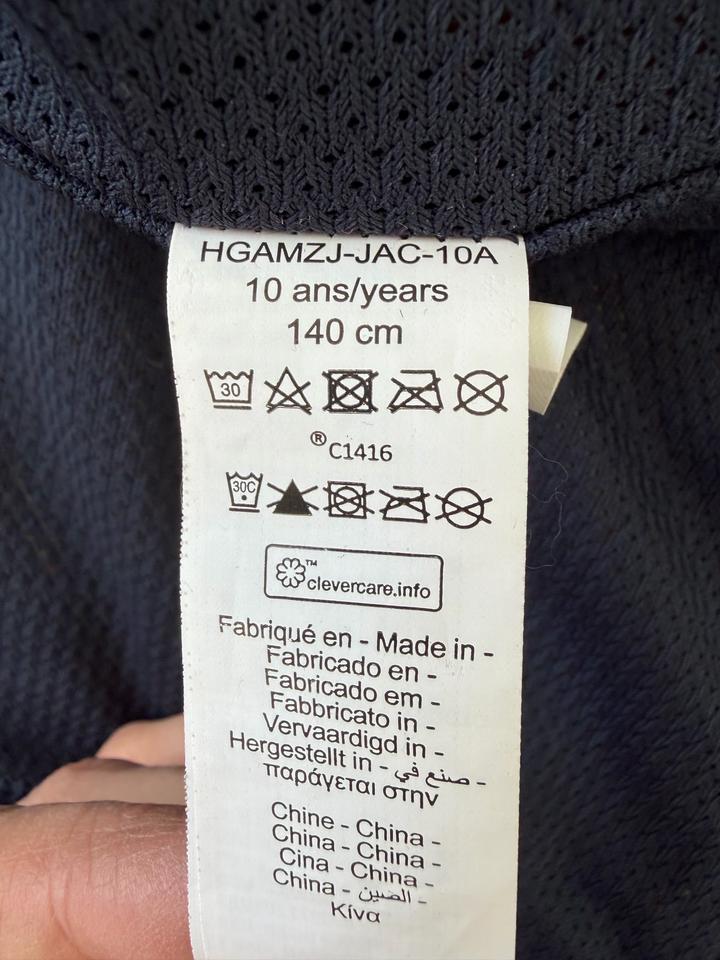 HGAMZJ-JAC-10A
10 ans/years
140 cm
30
® C1416
30C
™
clevercare.info
Fabriqué en - Made in -
Fabricado en -
Fabricado em -
Fabbricato in -
Vervaardigd in -
Hergestellt in - صنع في -
παράγεται στην
Chine - China -
China - China -
Cina - China -
China - الصين -
Κίνα